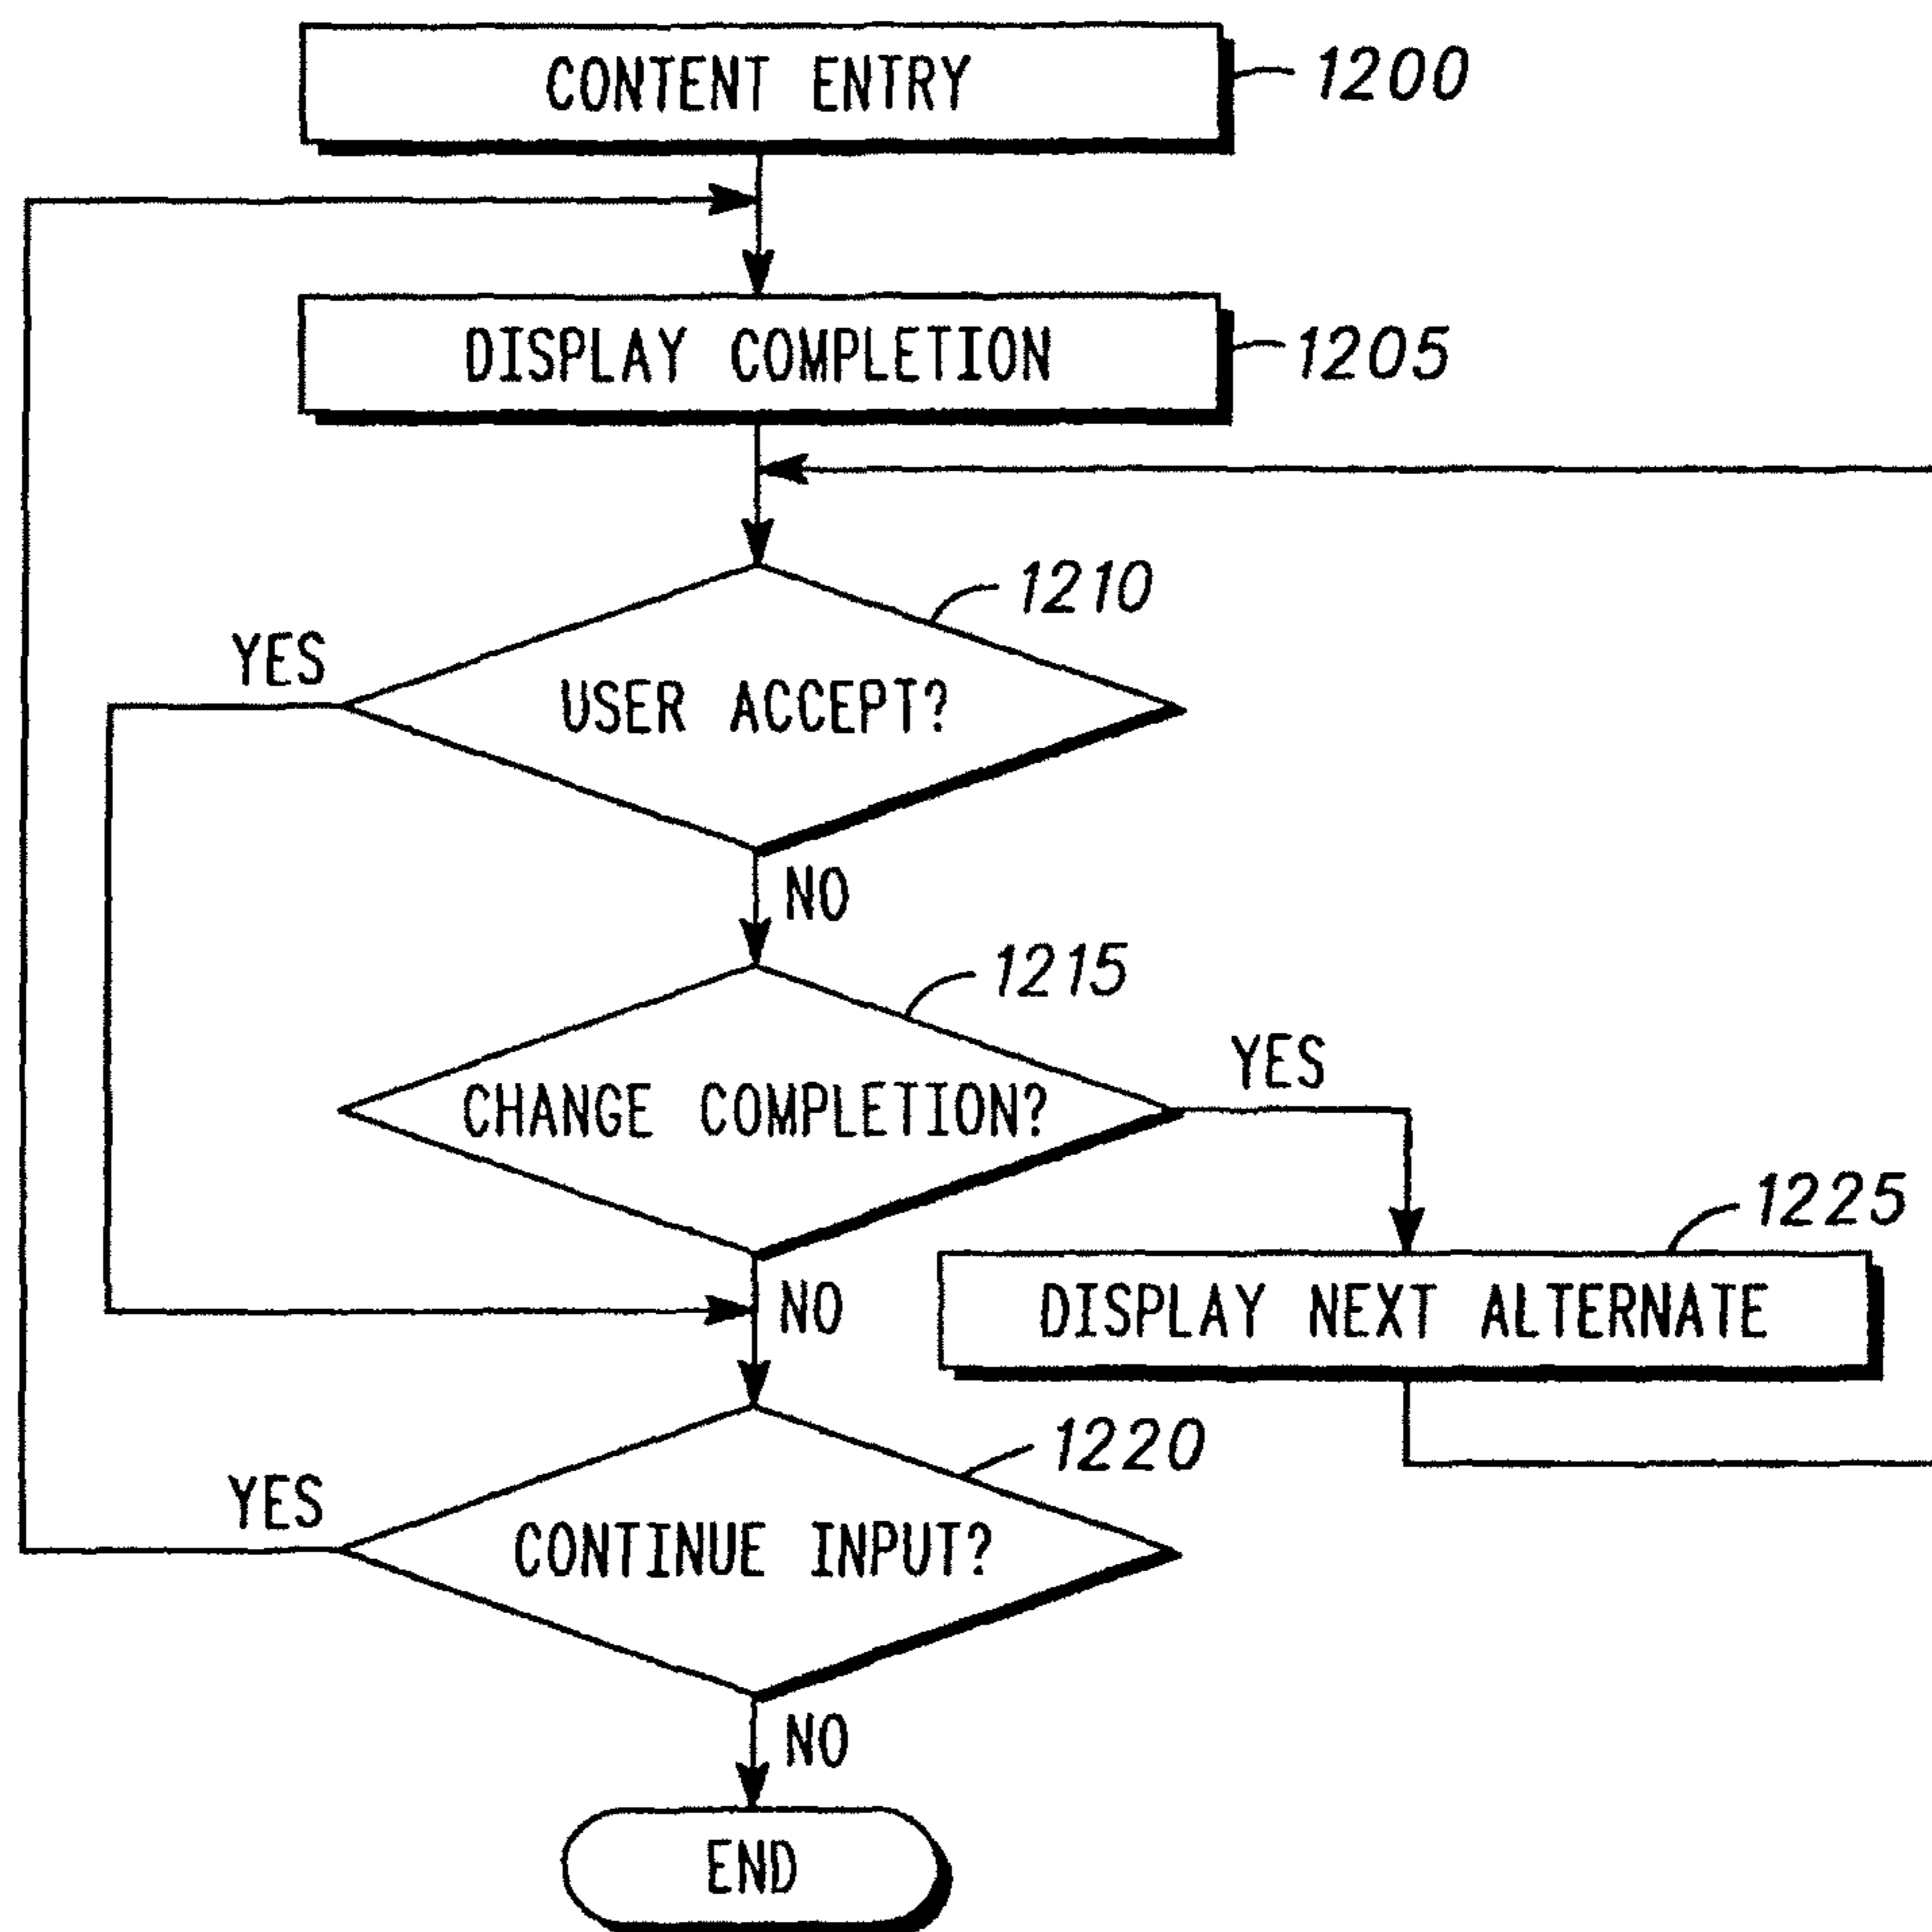 CONTENT ENTRY
1200
DISPLAY COMPLETION
1205
1210
YES
USER ACCEPT?
NO
1215
YES
CHANGE COMPLETION?
1225
NO
DISPLAY NEXT ALTERNATE
1220
YES
CONTINUE INPUT?
NO
END